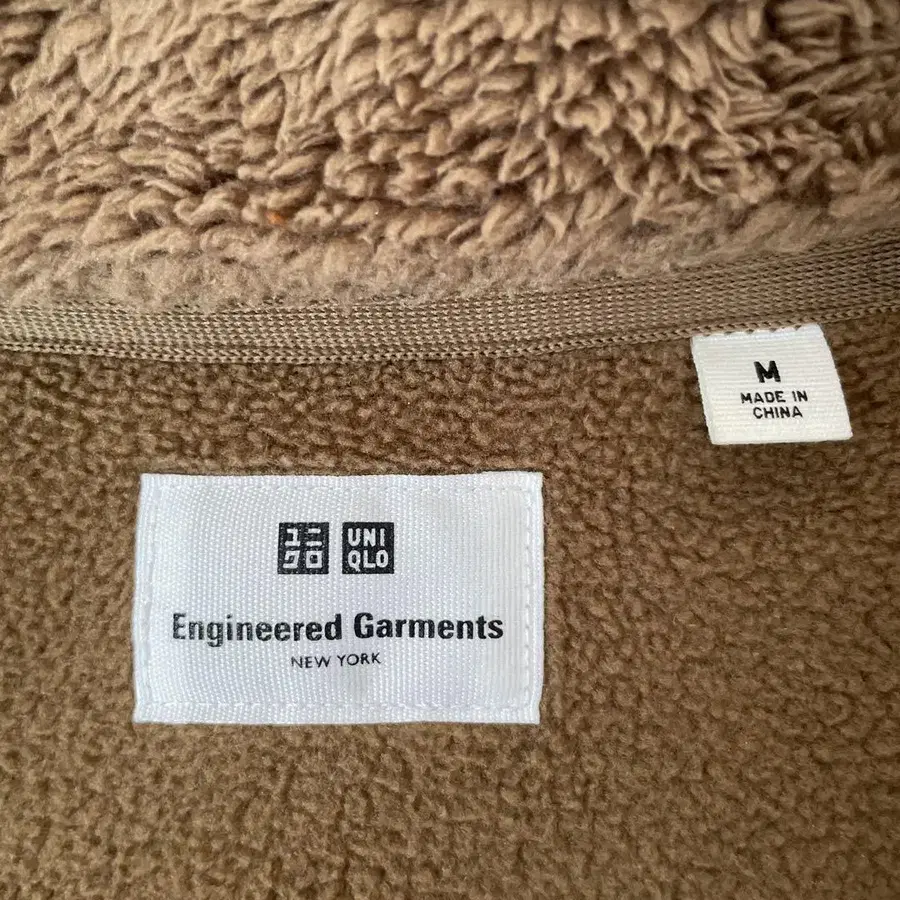 M
MADE IN
CHINA
ユニ UNI
クロ QLO
Engineered Garments
NEW YORK